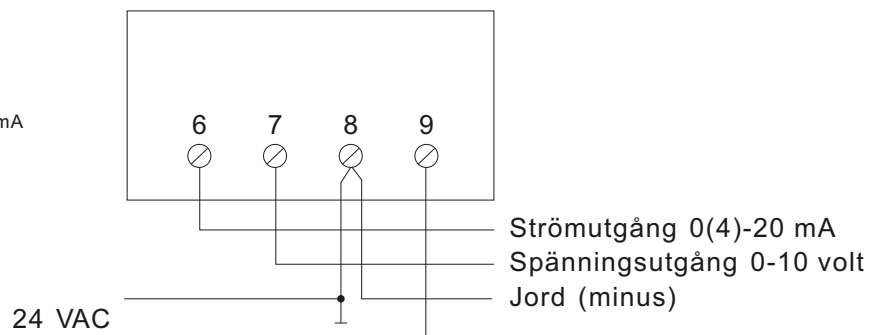 mA
6 7 8 9
Strömutgång 0(4)-20 mA
Spänningsutgång 0-10 volt
Jord (minus)
24 VAC